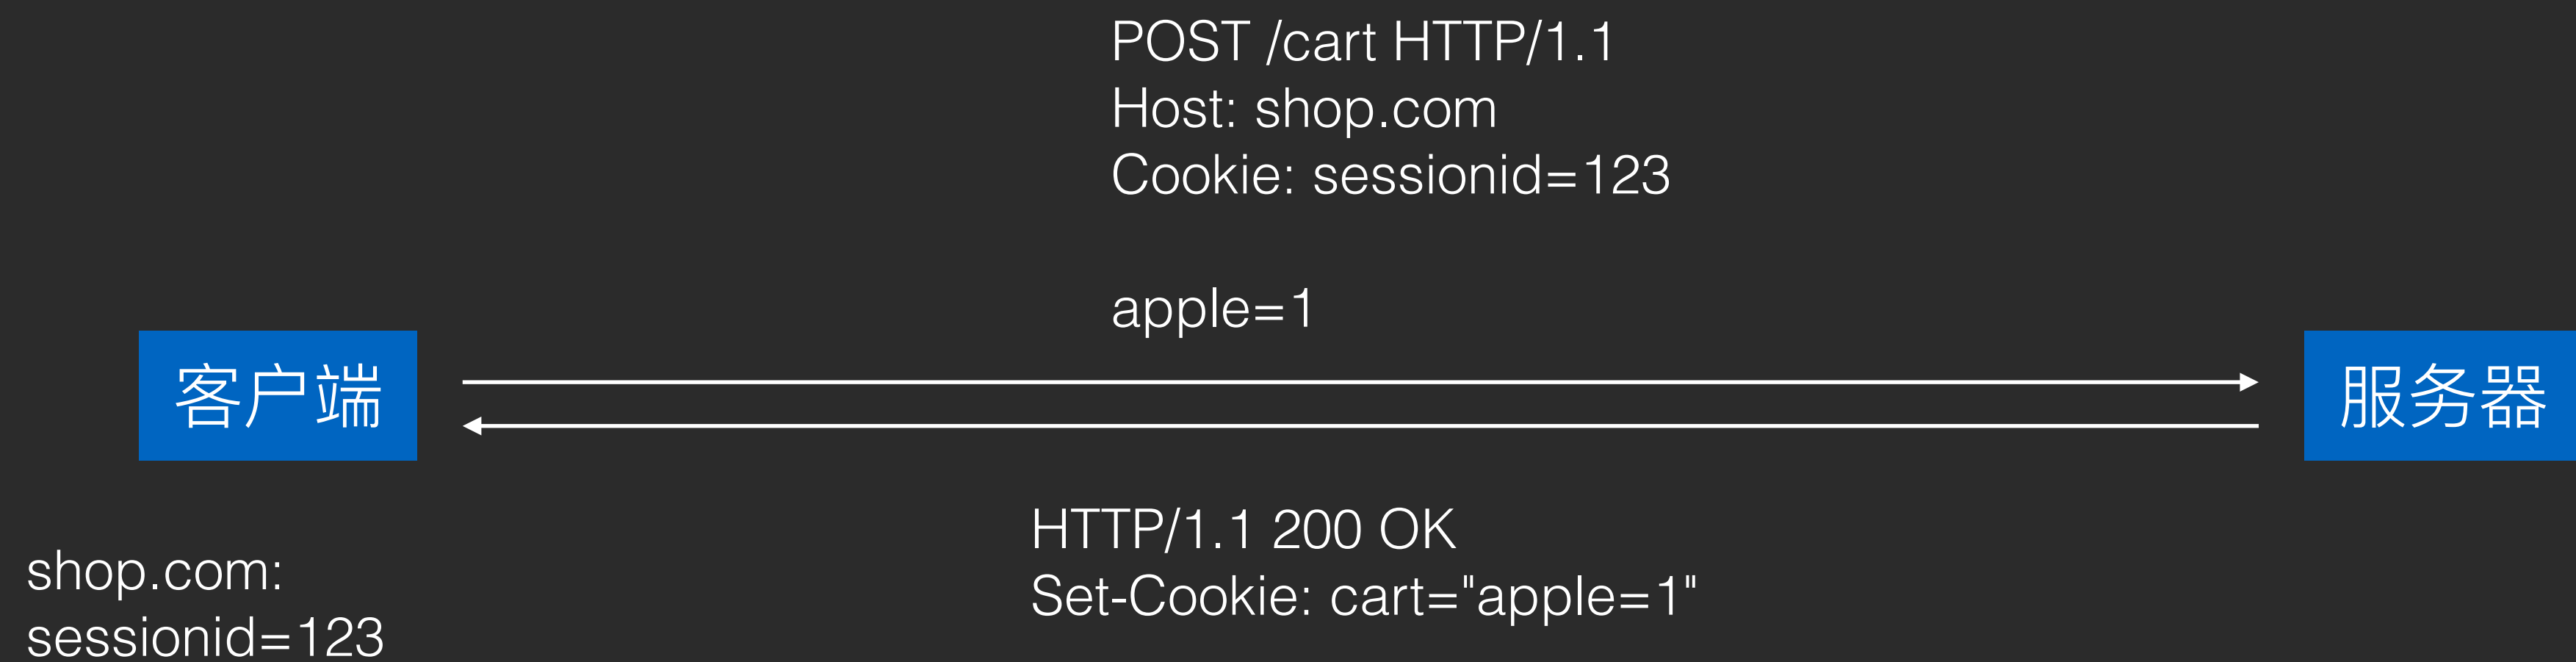 POST /cart HTTP/1.1
Host: shop.com
Cookie: sessionid=123
apple=1
客户端
服务器
HTTP/1.1 200 OK
Set-Cookie: cart="apple=1"
shop.com:
sessionid=123